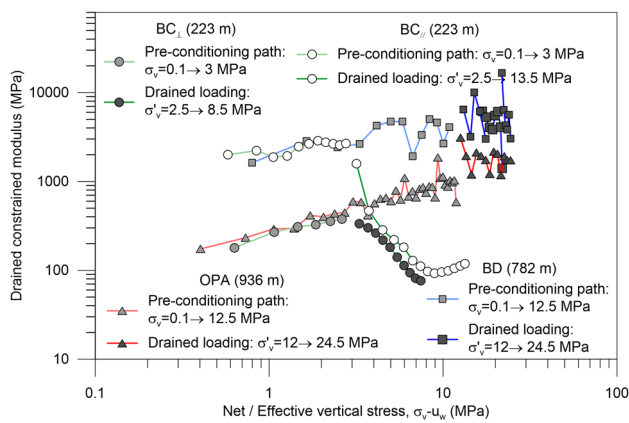 BC⊥ (223 m)
Pre-conditioning path:
σv=0.1→ 3 MPa
Drained loading:
σ'v=2.5→ 8.5 MPa
BC// (223 m)
Pre-conditioning path: σv=0.1→ 3 MPa
Drained loading: σ'v=2.5→ 13.5 MPa
Drained constrained modulus (MPa)
10000
1000
100
10
OPA (936 m)
Pre-conditioning path:
σv=0.1→ 12.5 MPa
Drained loading: σ'v=12→ 24.5 MPa
BD (782 m)
Pre-conditioning path:
σv=0.1→ 12.5 MPa
Drained loading:
σ'v=12→ 24.5 MPa
0.1 1 10 100
Net / Effective vertical stress, σv-uw (MPa)